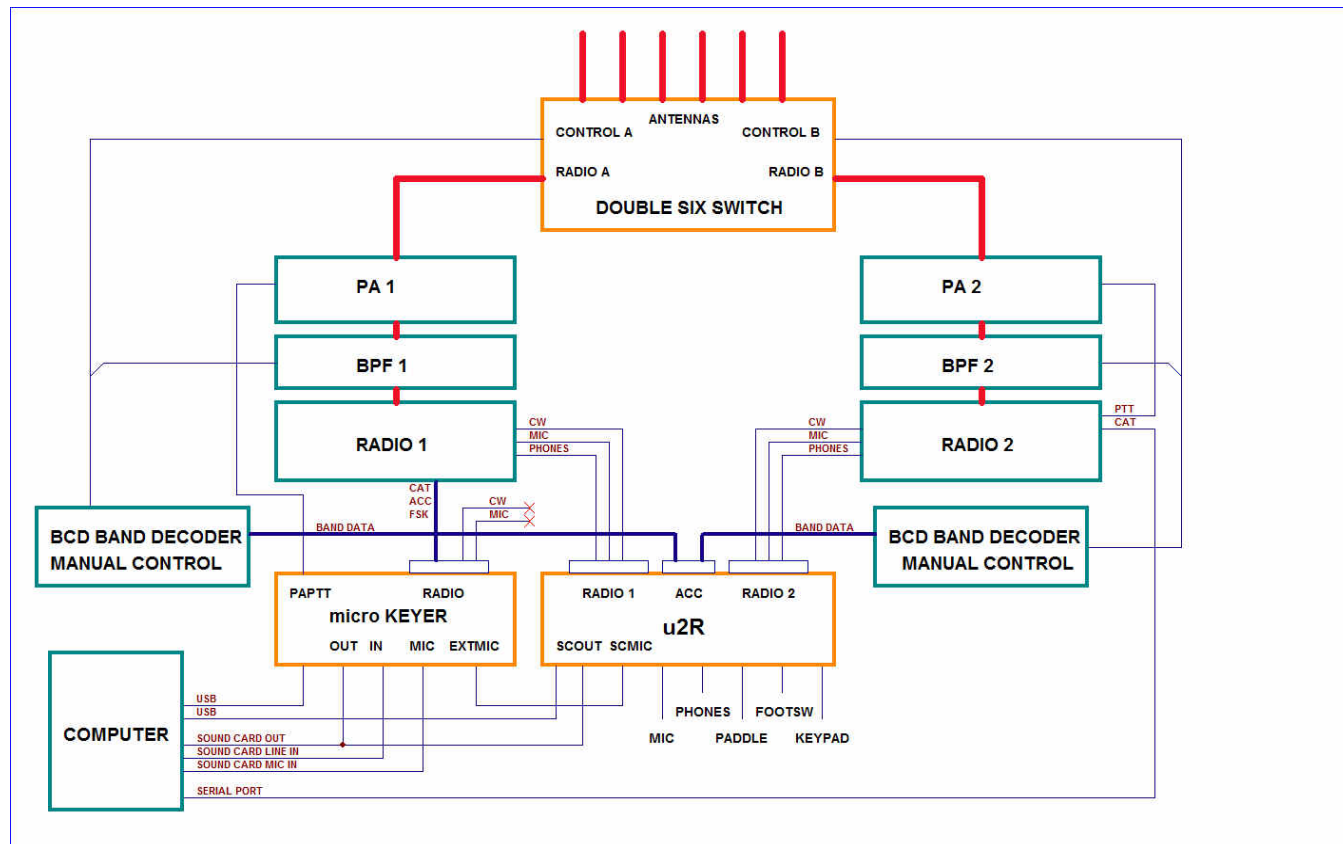 ANTENNAS
CONTROL A
CONTROL B
RADIO A
RADIO B
DOUBLE SIX SWITCH
PA 1
PA 2
BPF 1
BPF 2
RADIO 1
CW
MIC
PHONES
CW
MIC
PHONES
RADIO 2
PTT
CAT
CAT
ACC
FSK
CW
MIC
BAND DATA
BAND DATA
BCD BAND DECODER
MANUAL CONTROL
BCD BAND DECODER
MANUAL CONTROL
PAPTT
RADIO
micro KEYER
OUT
IN
MIC
EXTMIC
RADIO 1
ACC
RADIO 2
u2R
SCOUT
SCMIC
PHONES
FOOTSW
MIC
PADDLE
KEYPAD
COMPUTER
USB
USB
SOUND CARD OUT
SOUND CARD LINE IN
SOUND CARD MIC IN
SERIAL PORT